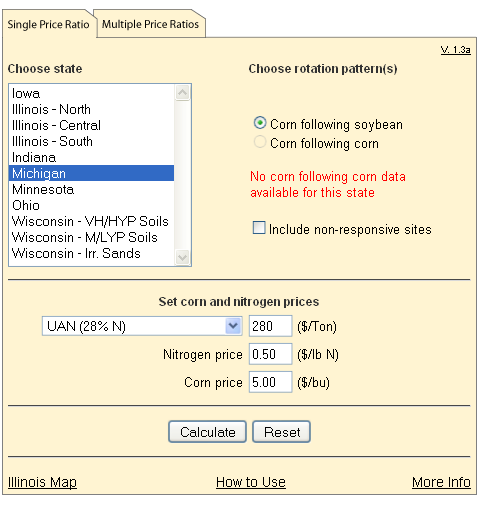 Single Price Ratio Multiple Price Ratios
V. 1.3a
Choose state
Iowa
Illinois - North
Illinois - Central
Illinois - South
Indiana
Michigan
Minnesota
Ohio
Wisconsin - VH/HYP Soils
Wisconsin - M/LYP Soils
Wisconsin - Irr. Sands
Choose rotation pattern(s)
Corn following soybean
Corn following corn
No corn following corn data
available for this state
Include non-responsive sites
Set corn and nitrogen prices
UAN (28% N) 280 ($/Ton)
Nitrogen price 0.50 ($/lb N)
Corn price 5.00 ($/bu)
Calculate Reset
Illinois Map How to Use More Info